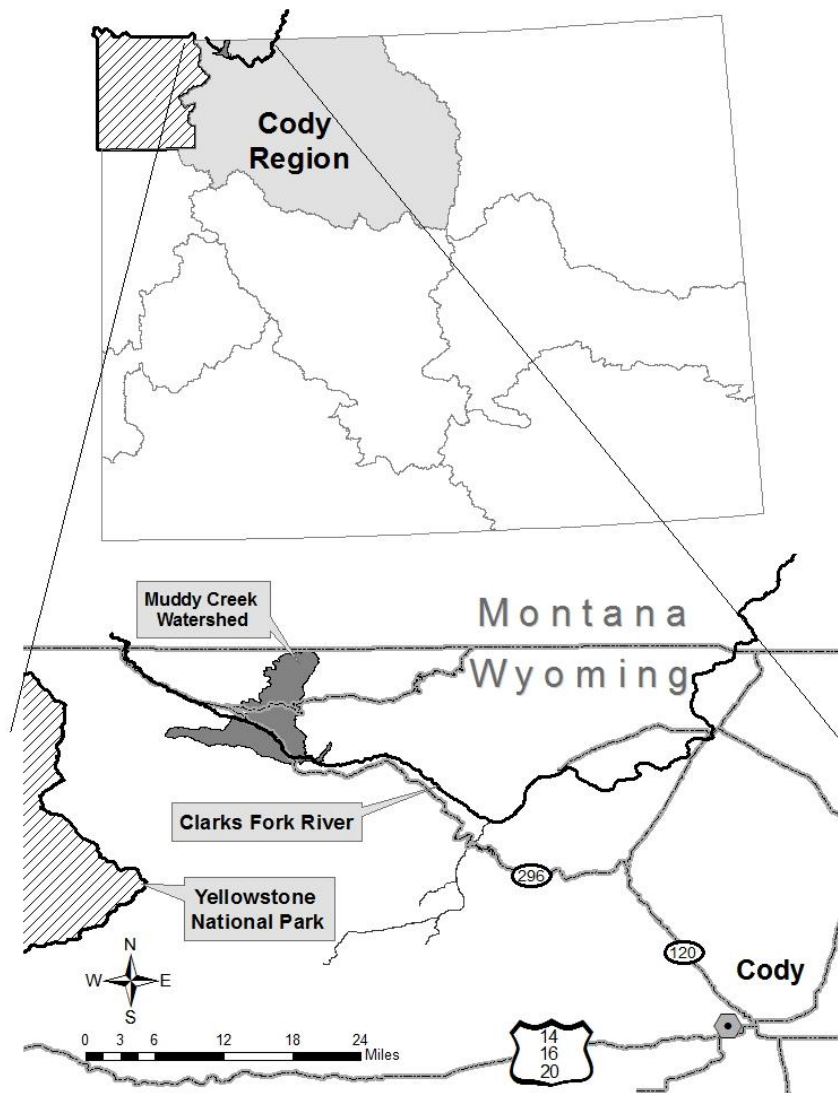 Cody
Region
Muddy Creek
Watershed
Montana
Wyoming
Clarks Fork River
296
Yellowstone
National Park
120
Cody
N
W E
S
14
16
20
0 3 6 12 18 24
Miles